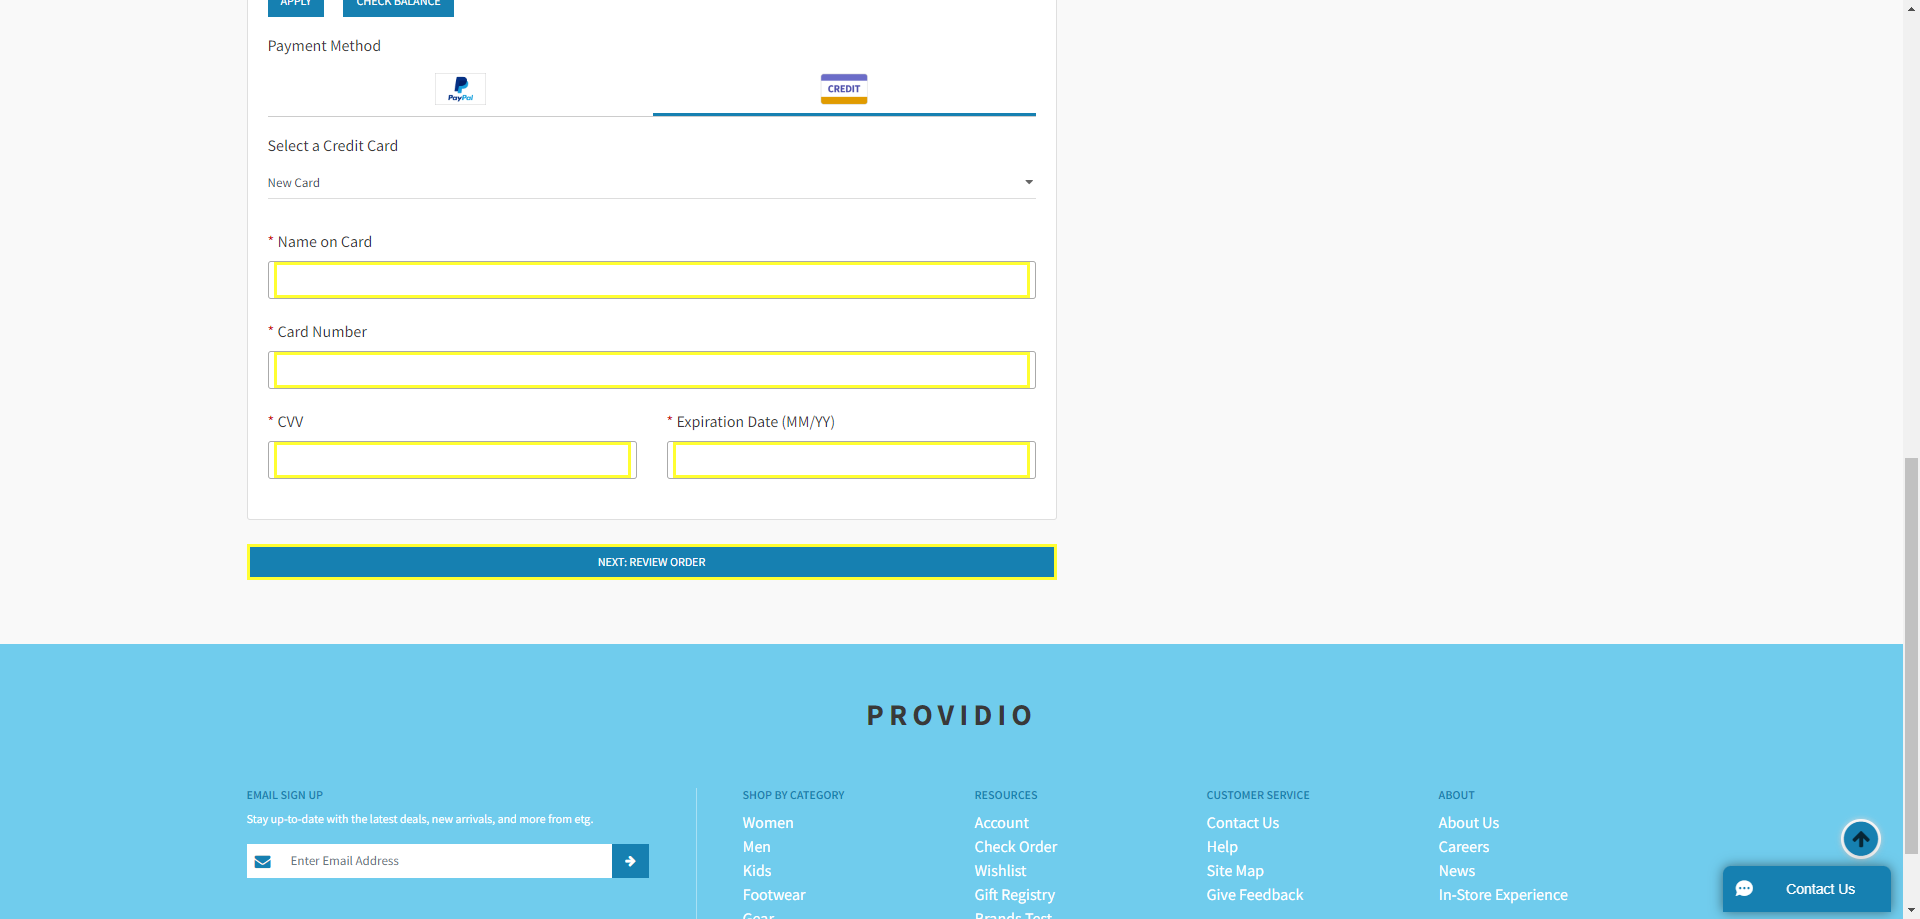 APPLY
CHECK BALANCE
Payment Method
PayPal
CREDIT
Select a Credit Card
New Card
* Name on Card
* Card Number
* CVV
* Expiration Date (MM/YY)
NEXT: REVIEW ORDER
PROVIDIO
EMAIL SIGN UP
Stay up-to-date with the latest deals, new arrivals, and more from etg.
Enter Email Address
SHOP BY CATEGORY
Women
Men
Kids
Footwear
Gear
RESOURCES
Account
Check Order
Wishlist
Gift Registry
Brands Test
CUSTOMER SERVICE
Contact Us
Help
Site Map
Give Feedback
ABOUT
About Us
Careers
News
In-Store Experience
Contact Us